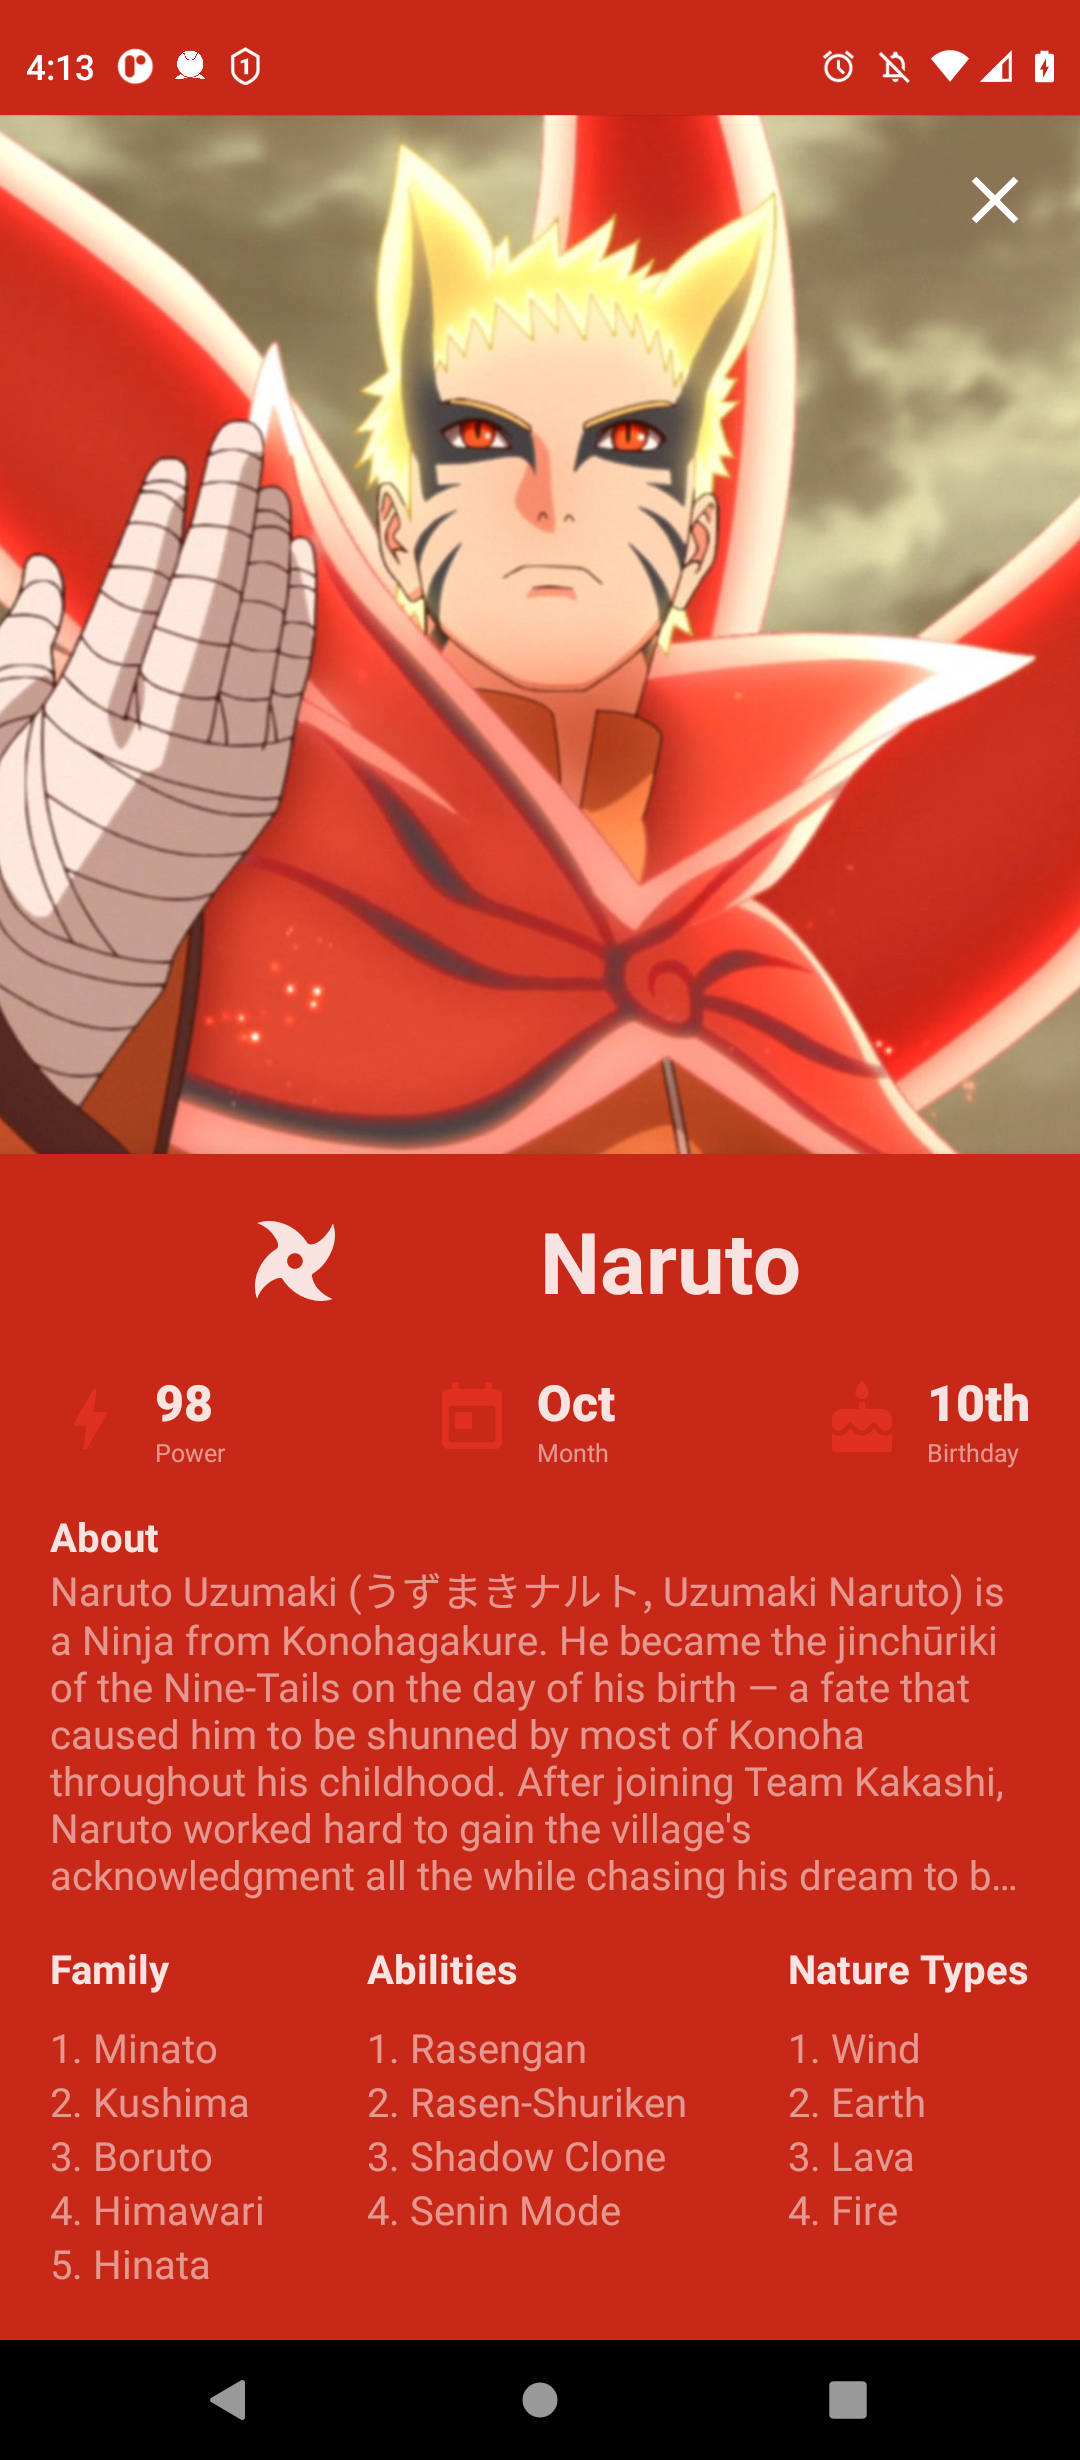 4:13
1
Naruto
98
Power
Oct
Month
10th
Birthday
About
Naruto Uzumaki (うずまきナルト, Uzumaki Naruto) is
a Ninja from Konohagakure. He became the jinchūriki
of the Nine-Tails on the day of his birth — a fate that
caused him to be shunned by most of Konoha
throughout his childhood. After joining Team Kakashi,
Naruto worked hard to gain the village's
acknowledgment all the while chasing his dream to b…
Family
1. Minato
2. Kushima
3. Boruto
4. Himawari
5. Hinata
Abilities
1. Rasengan
2. Rasen-Shuriken
3. Shadow Clone
4. Senin Mode
Nature Types
1. Wind
2. Earth
3. Lava
4. Fire